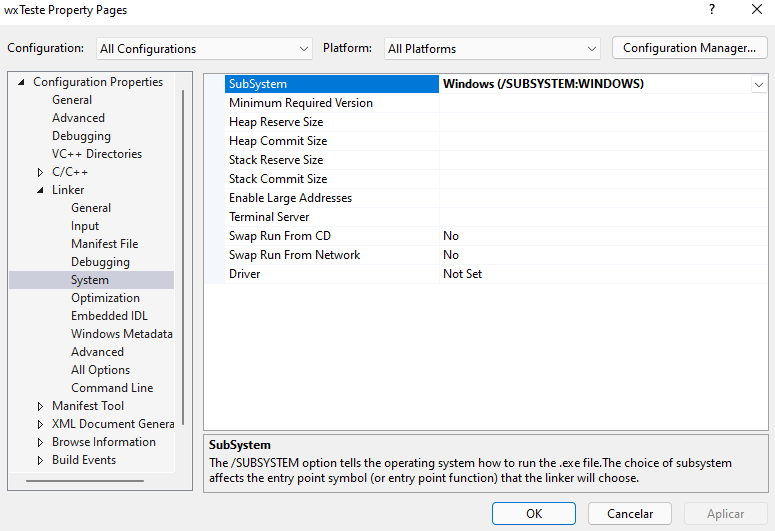 wxTeste Property Pages
? ×
Configuration: All Configurations Platform: All Platforms Configuration Manager...
Configuration Properties
General
Advanced
Debugging
VC++ Directories
C/C++
Linker
General
Input
Manifest File
Debugging
System
Optimization
Embedded IDL
Windows Metadata
Advanced
All Options
Command Line
Manifest Tool
XML Document Genera
Browse Information
Build Events
SubSystem Windows (/SUBSYSTEM:WINDOWS)
Minimum Required Version
Heap Reserve Size
Heap Commit Size
Stack Reserve Size
Stack Commit Size
Enable Large Addresses
Terminal Server
Swap Run From CD No
Swap Run From Network No
Driver Not Set
SubSystem
The /SUBSYSTEM option tells the operating system how to run the .exe file.The choice of subsystem
affects the entry point symbol (or entry point function) that the linker will choose.
OK Cancelar Aplicar